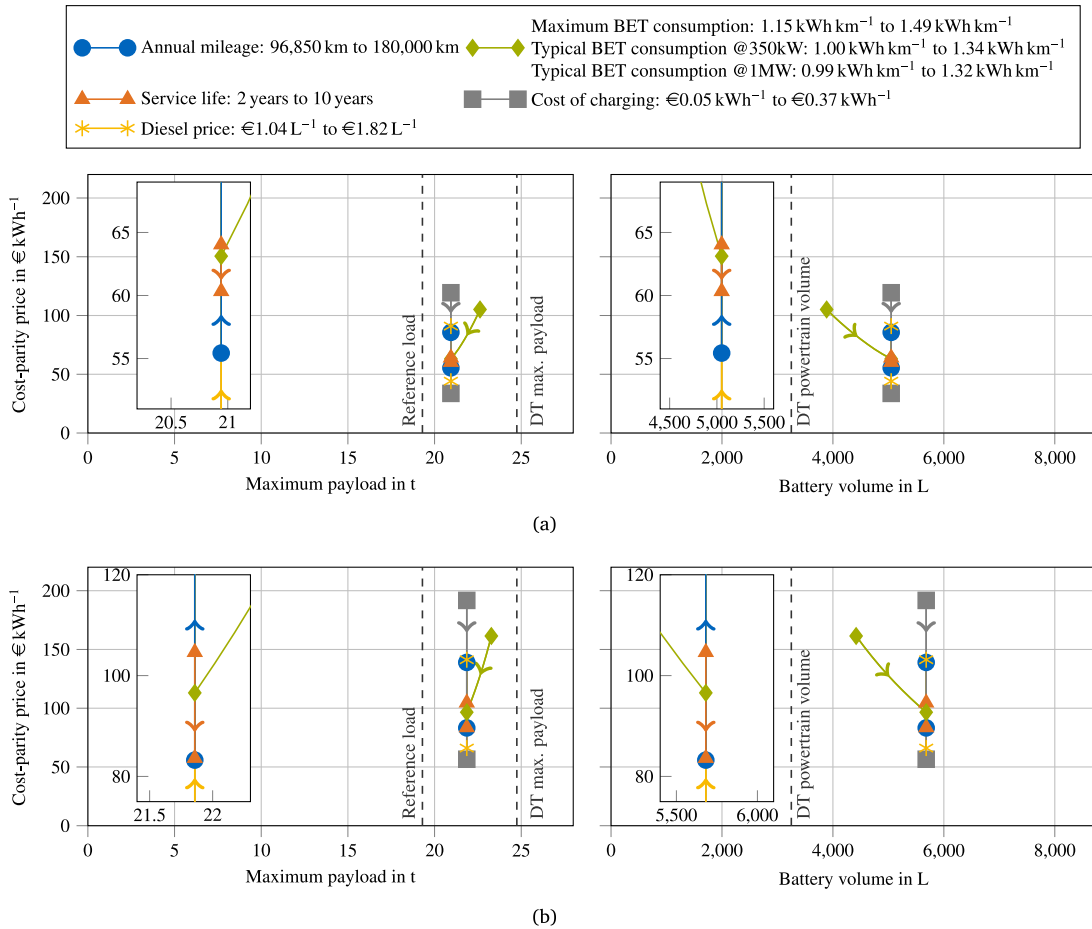 Annual mileage: 96,850 km to 180,000 km
Maximum BET consumption: 1.15 kWh km⁻¹ to 1.49 kWh km⁻¹
Typical BET consumption @350kW: 1.00 kWh km⁻¹ to 1.34 kWh km⁻¹
Typical BET consumption @1MW: 0.99 kWh km⁻¹ to 1.32 kWh km⁻¹
Service life: 2 years to 10 years
Cost of charging: €0.05 kWh⁻¹ to €0.37 kWh⁻¹
Diesel price: €1.04 L⁻¹ to €1.82 L⁻¹
Cost-parity price in € kWh⁻¹
200
150
100
50
0
65
60
55
20.5 21
Reference load
DT max. payload
0 5 10 15 20 25
Maximum payload in t
65
60
55
4,500 5,000 5,500
DT powertrain volume
0 2,000 4,000 6,000 8,000
Battery volume in L
(a)
Cost-parity price in € kWh⁻¹
200
150
100
50
0
120
100
80
21.5 22
Reference load
DT max. payload
0 5 10 15 20 25
Maximum payload in t
120
100
80
5,500 6,000
DT powertrain volume
0 2,000 4,000 6,000 8,000
Battery volume in L
(b)